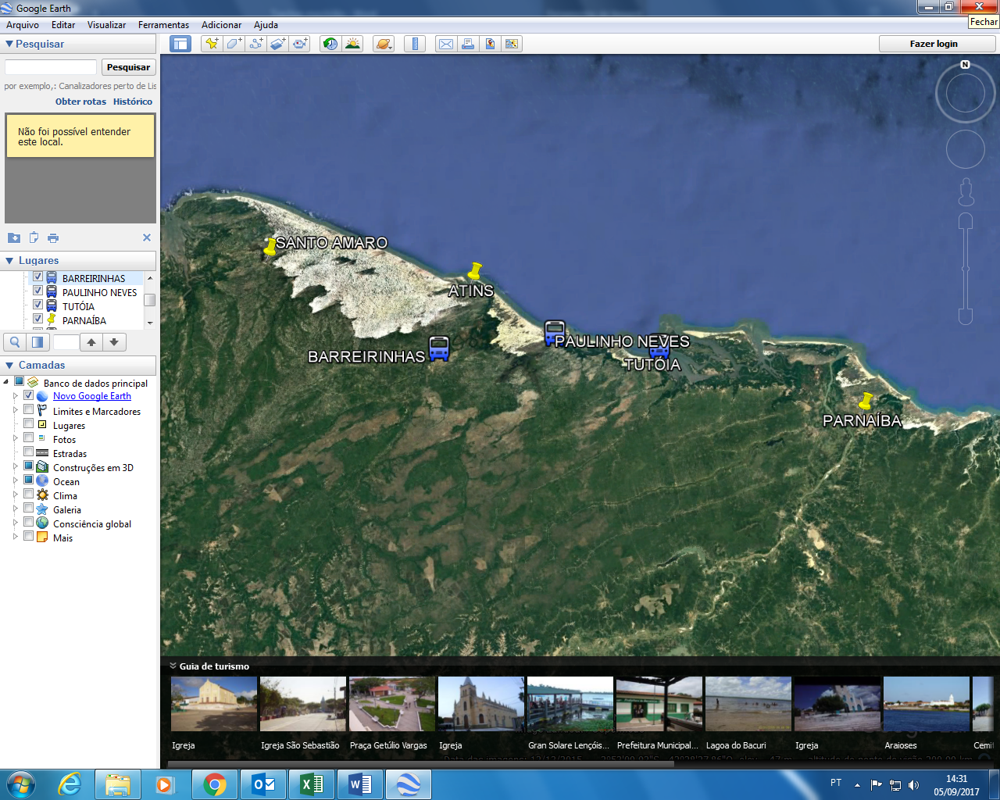 Google Earth
Fechar
Arquivo Editar Visualizar Ferramentas Adicionar Ajuda
Pesquisar
Fazer login
Pesquisar
por exemplo,: Canalizadores perto de Lis
Obter rotas Histórico
Não foi possível entender
este local.
Lugares
BARREIRINHAS
PAULINHO NEVES
TUTÓIA
PARNAÍBA
Camadas
Banco de dados principal
Novo Google Earth
Limites e Marcadores
Lugares
Fotos
Estradas
Construções em 3D
Ocean
Clima
Galeria
Consciência global
Mais
N
SANTO AMARO
ATINS
PAULINHO NEVES
BARREIRINHAS
TUTÓIA
PARNAÍBA
Guia de turismo
Igreja
Igreja São Sebastião
Praça Getúlio Vargas
Igreja
Gran Solare Lençóis...
Prefeitura Municipal...
Lagoa do Bacuri
Igreja
Araioses
Cemit
PT
14:31
05/09/2017